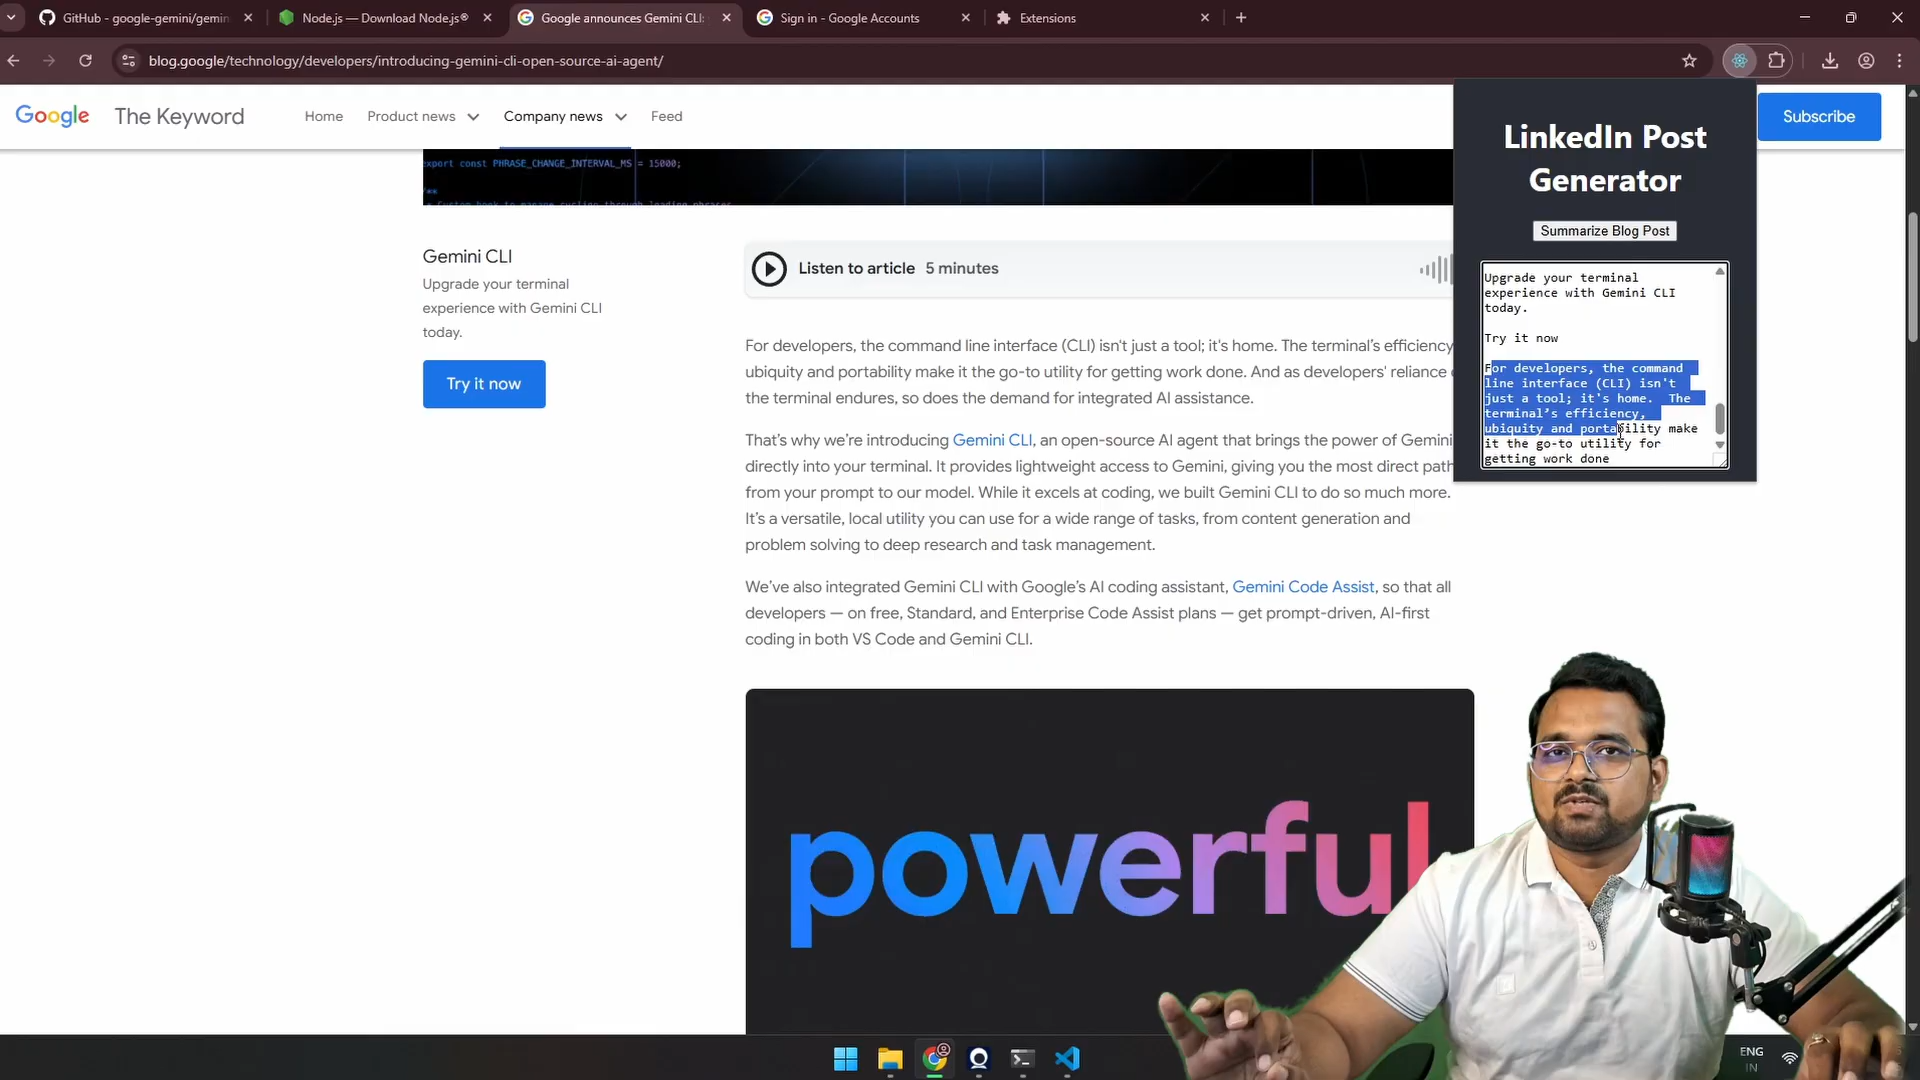 GitHub - google-gemini/gemin
Node.js — Download Node.js®
Google announces Gemini CLI:
Sign in - Google Accounts
Extensions
blog.google/technology/developers/introducing-gemini-cli-open-source-ai-agent/
Google The Keyword
Home
Product news
Company news
Feed
Subscribe
export const PHRASE_CHANGE_INTERVAL_MS = 15000;
/**
* Custom hook to manage cycling through loading phrases
Gemini CLI
Upgrade your terminal
experience with Gemini CLI
today.
Try it now
Listen to article 5 minutes
For developers, the command line interface (CLI) isn't just a tool; it's home. The terminal's efficiency
ubiquity and portability make it the go-to utility for getting work done. And as developers' reliance
the terminal endures, so does the demand for integrated AI assistance.
That's why we're introducing Gemini CLI, an open-source AI agent that brings the power of Gemini
directly into your terminal. It provides lightweight access to Gemini, giving you the most direct path
from your prompt to our model. While it excels at coding, we built Gemini CLI to do so much more.
It's a versatile, local utility you can use for a wide range of tasks, from content generation and
problem solving to deep research and task management.
We've also integrated Gemini CLI with Google's AI coding assistant, Gemini Code Assist, so that all
developers — on free, Standard, and Enterprise Code Assist plans — get prompt-driven, AI-first
coding in both VS Code and Gemini CLI.
powerful
LinkedIn Post
Generator
Summarize Blog Post
Upgrade your terminal
experience with Gemini CLI
today.
Try it now
For developers, the command
line interface (CLI) isn't
just a tool; it's home. The
terminal's efficiency,
ubiquity and portability make
it the go-to utility for
getting work done
ENG
IN